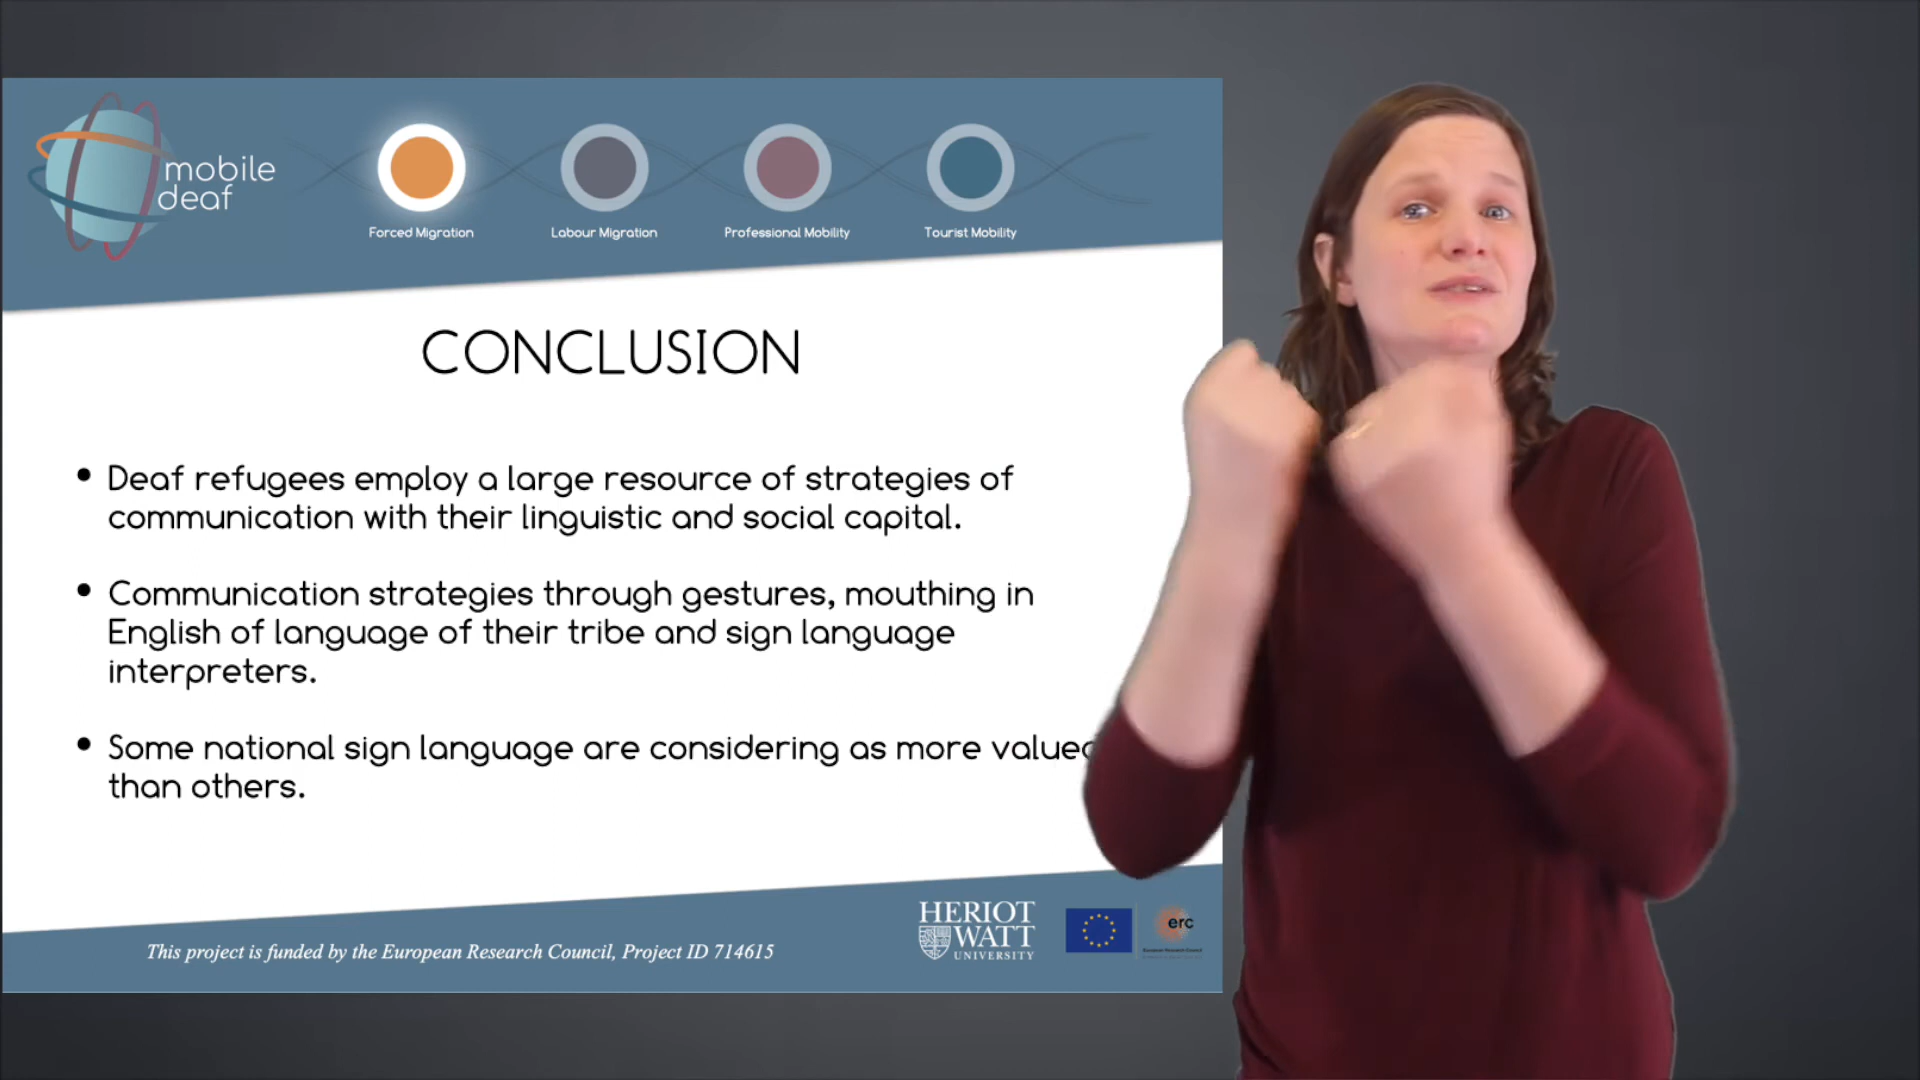 mobile
deaf
Forced Migration
Labour Migration
Professional Mobility
Tourist Mobility
CONCLUSION
• Deaf refugees employ a large resource of strategies of
communication with their linguistic and social capital.
• Communication strategies through gestures, mouthing in
English of language of their tribe and sign language
interpreters.
• Some national sign language are considering as more valued
than others.
This project is funded by the European Research Council, Project ID 714615
HERIOT
WATT
UNIVERSITY
erc
European Research Council